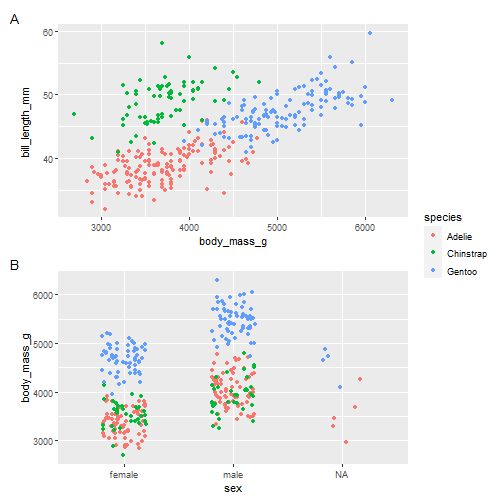 A
60
50
40
bill_length_mm
3000 4000 5000 6000
body_mass_g
species
Adelie
Chinstrap
Gentoo
B
6000
5000
4000
3000
body_mass_g
female male NA
sex